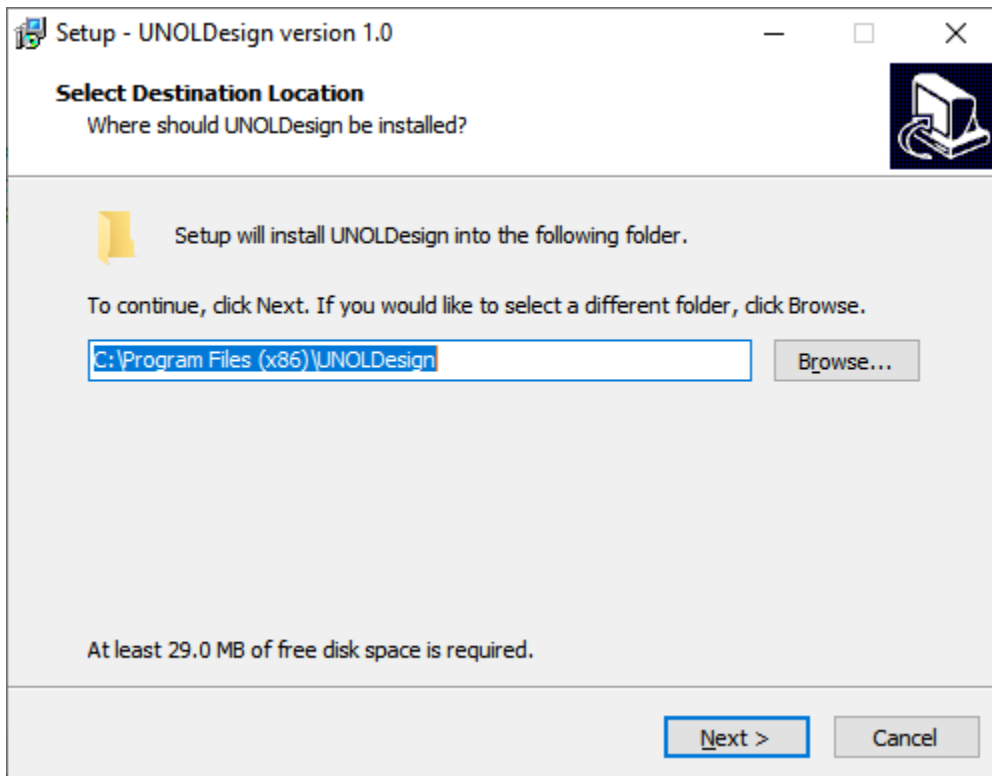 Setup - UNOLDesign version 1.0
Select Destination Location
Where should UNOLDesign be installed?
Setup will install UNOLDesign into the following folder.
To continue, click Next. If you would like to select a different folder, click Browse.
C:\Program Files (x86)\UNOLDesign
Browse...
At least 29.0 MB of free disk space is required.
Next >
Cancel